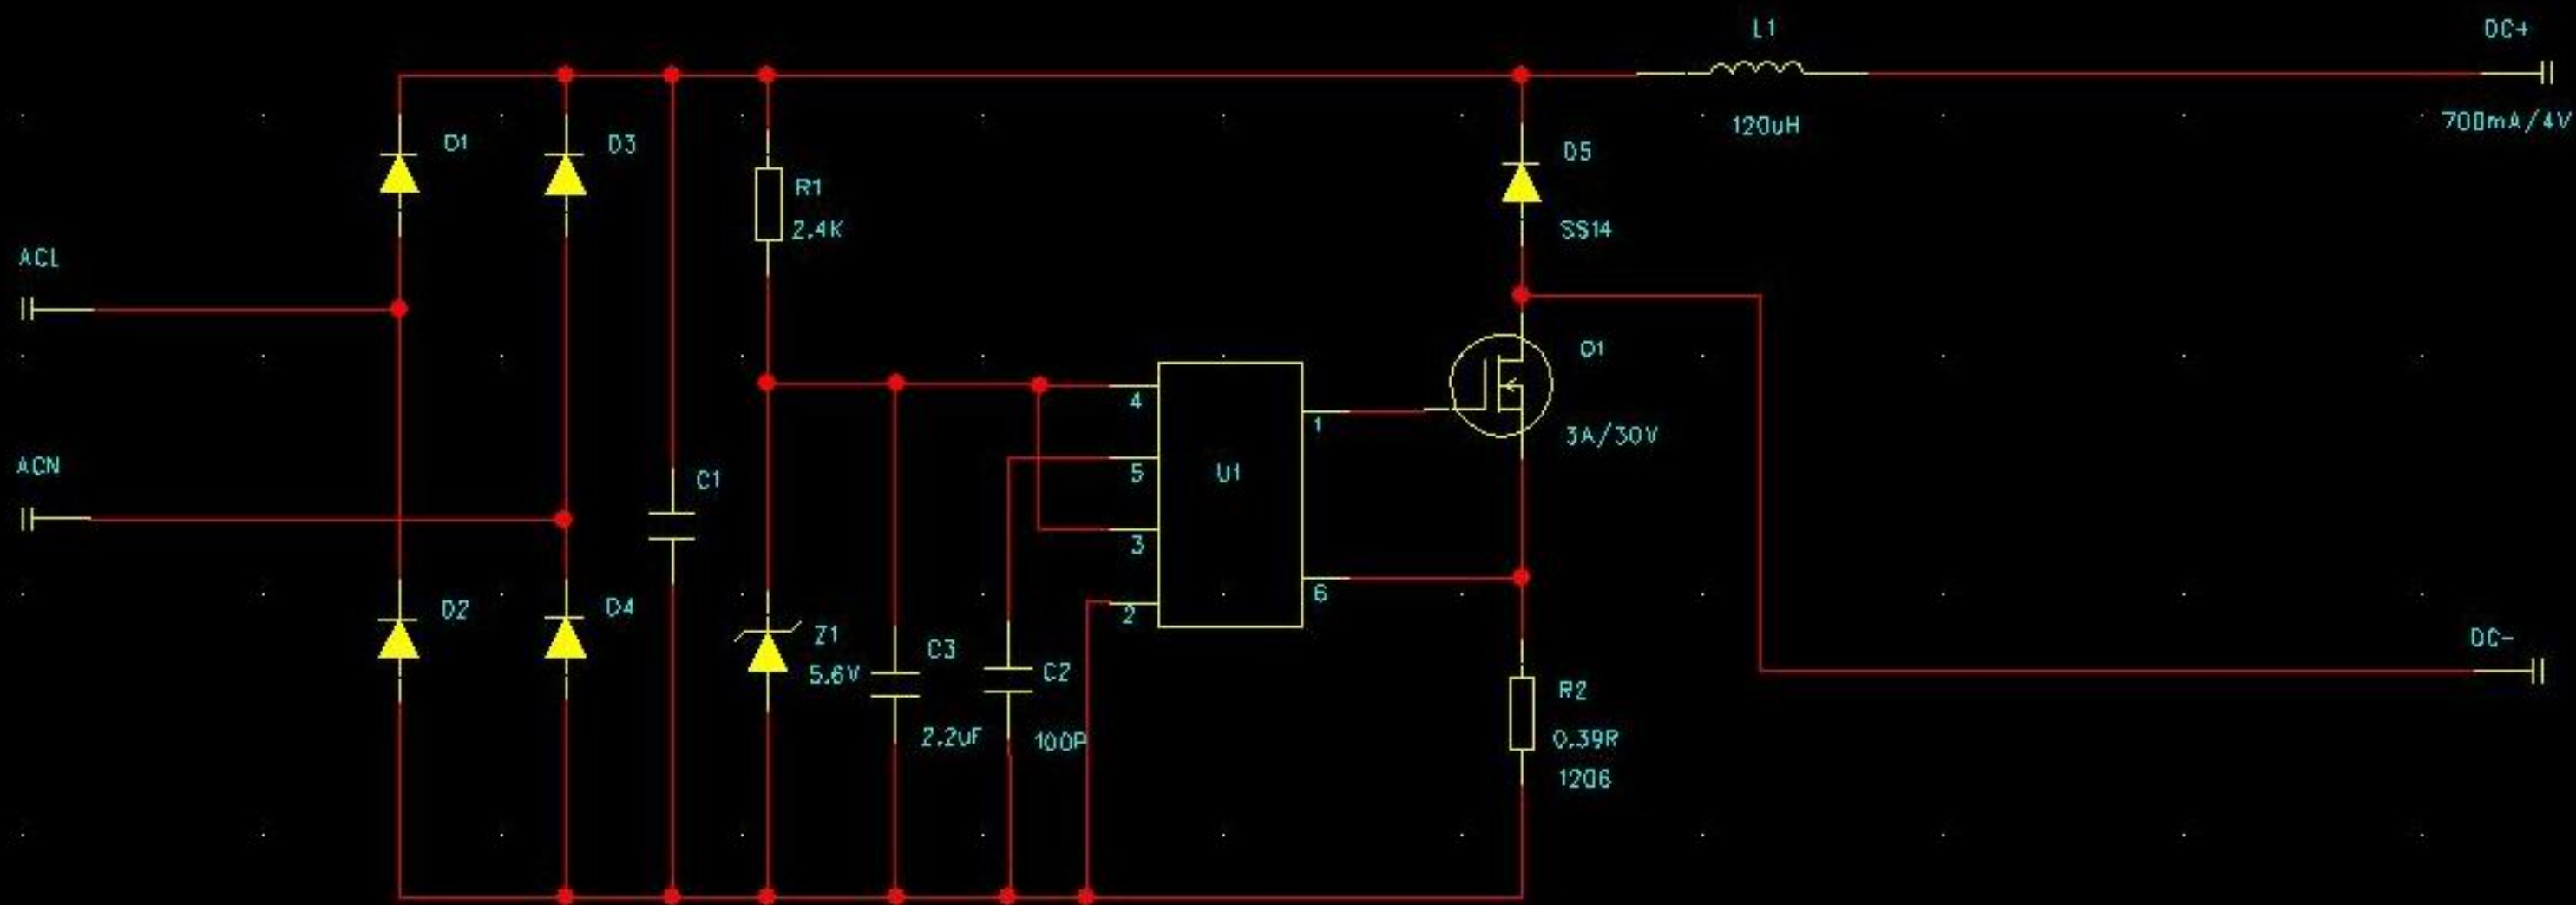 L1
DC+
120uH
700mA/4V
D1
D3
D5
R1
2.4K
SS14
ACL
Q1
4
1
3A/30V
ACN
C1
5
U1
3
6
2
D2
D4
Z1
5.6V
C3
C2
DC-
R2
2.2uF
100P
0.39R
1206